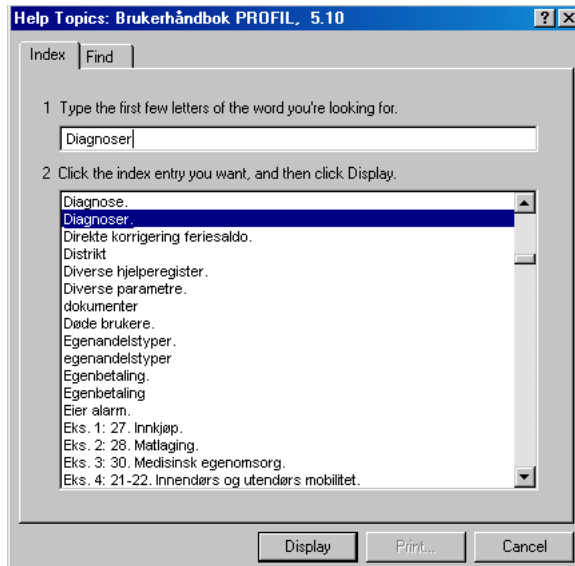 Help Topics: Brukerhåndbok PROFIL, 5.10
Index Find
1 Type the first few letters of the word you're looking for.
Diagnoser
2 Click the index entry you want, and then click Display.
Diagnose.
Diagnoser.
Direkte korrigering feriesaldo.
Distrikt
Diverse hjelperegister.
Diverse parametre.
dokumenter
Døde brukere.
Egenandelstyper.
egenandelstyper
Egenbetaling.
Egenbetaling
Eier alarm.
Eks. 1: 27. Innkjøp.
Eks. 2: 28. Matlaging.
Eks. 3: 30. Medisinsk egenomsorg.
Eks. 4: 21-22. Innendørs og utendørs mobilitet.
Display Print... Cancel